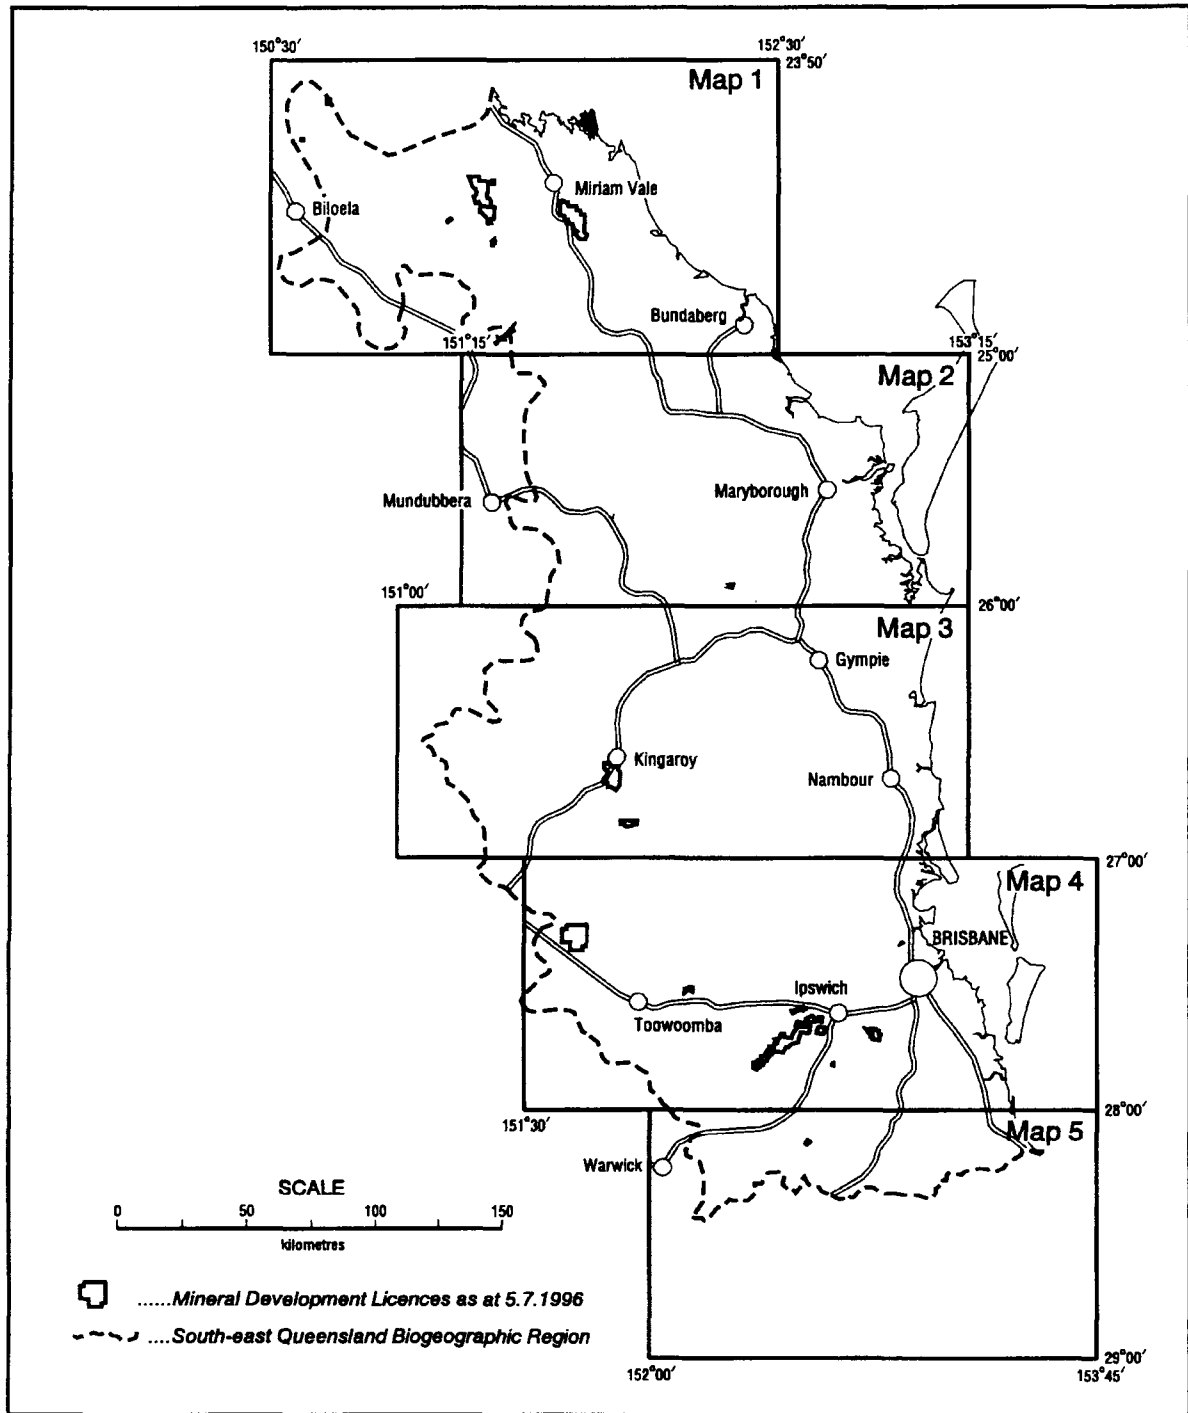 150°30′
152°30′
23°50′
Map 1
Miriam Vale
Biloela
Bundaberg
151°15′
153°15′
25°00′
Map 2
Mundubbera
Maryborough
151°00′
26°00′
Map 3
Gympie
Kingaroy
Nambour
27°00′
Map 4
BRISBANE
Ipswich
Toowoomba
151°30′
28°00′
Map 5
Warwick
SCALE
0 50 100 150
kilometres
......Mineral Development Licences as at 5.7.1996
....South-east Queensland Biogeographic Region
152°00′
29°00′
153°45′